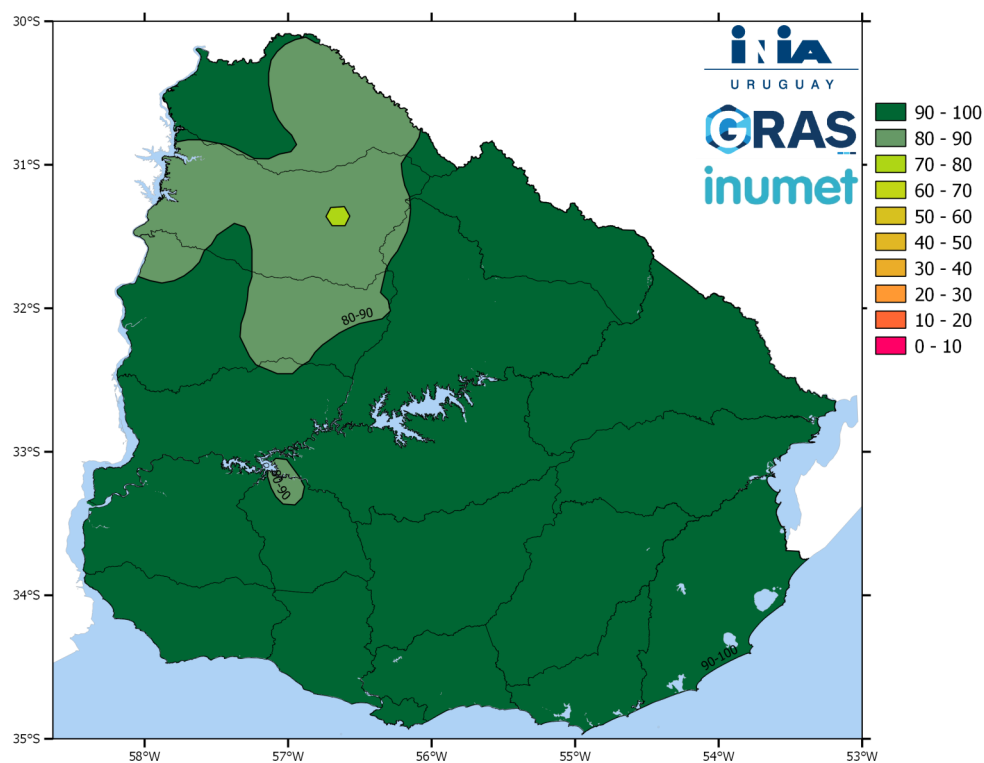 30°S
31°S
32°S
33°S
34°S
35°S
58°W
57°W
56°W
55°W
54°W
53°W
80-90
80-90
90-100
iNiA
URUGUAY
GRAS
inumet
90 - 100
80 - 90
70 - 80
60 - 70
50 - 60
40 - 50
30 - 40
20 - 30
10 - 20
0 - 10